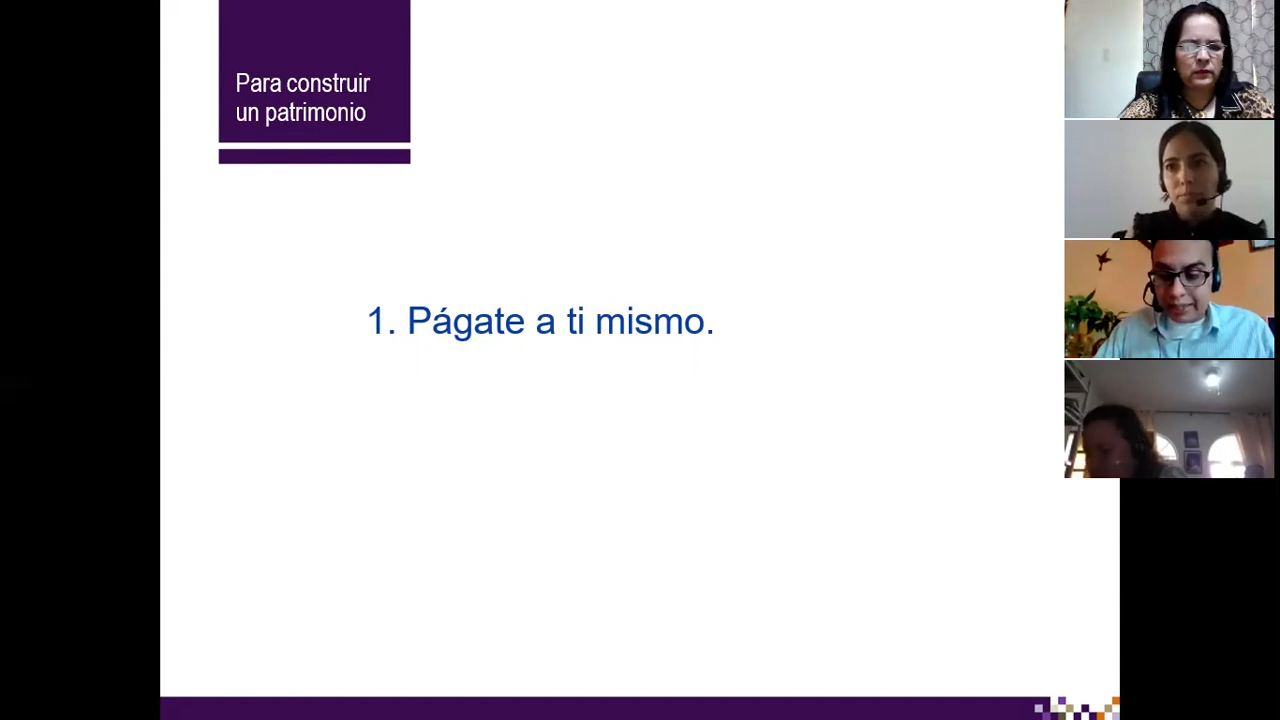 Para construir
un patrimonio
1. Págate a ti mismo.